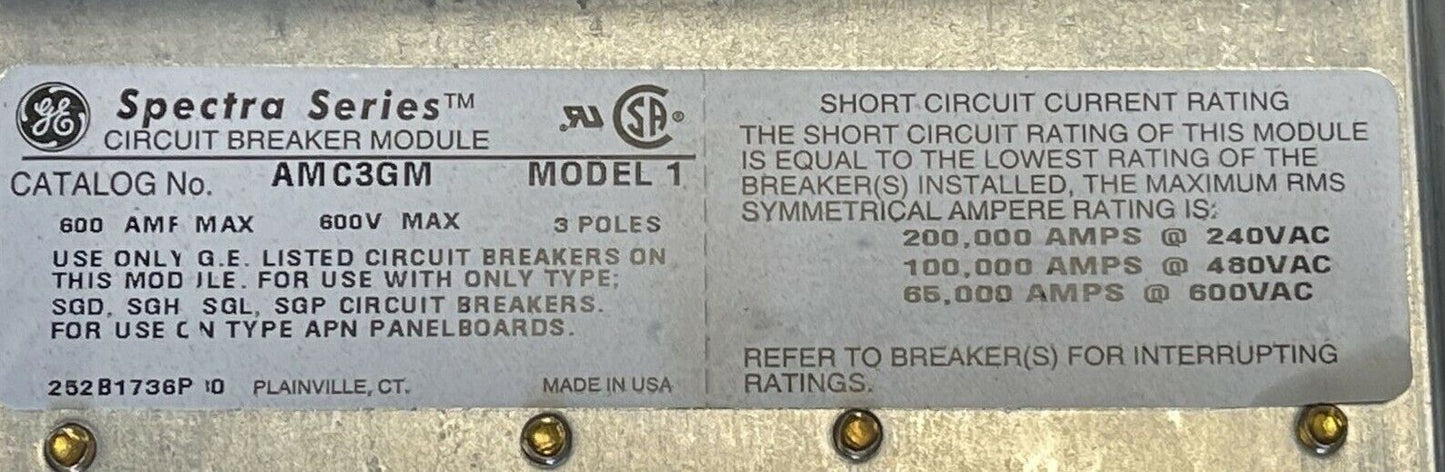 GE Spectra Series™
CIRCUIT BREAKER MODULE
CATALOG No. AMC3GM MODEL 1
600 AMP MAX 600V MAX 3 POLES
USE ONLY G.E. LISTED CIRCUIT BREAKERS ON
THIS MODULE. FOR USE WITH ONLY TYPE;
SGD, SGH, SGL, SGP CIRCUIT BREAKERS.
FOR USE ON TYPE APN PANELBOARDS.
PLAINVILLE, CT. MADE IN USA
SHORT CIRCUIT CURRENT RATING
THE SHORT CIRCUIT RATING OF THIS MODULE
IS EQUAL TO THE LOWEST RATING OF THE
BREAKER(S) INSTALLED, THE MAXIMUM RMS
SYMMETRICAL AMPERE RATING IS:
200,000 AMPS @ 240VAC
100,000 AMPS @ 480VAC
65,000 AMPS @ 600VAC
REFER TO BREAKER(S) FOR INTERRUPTING
RATINGS.